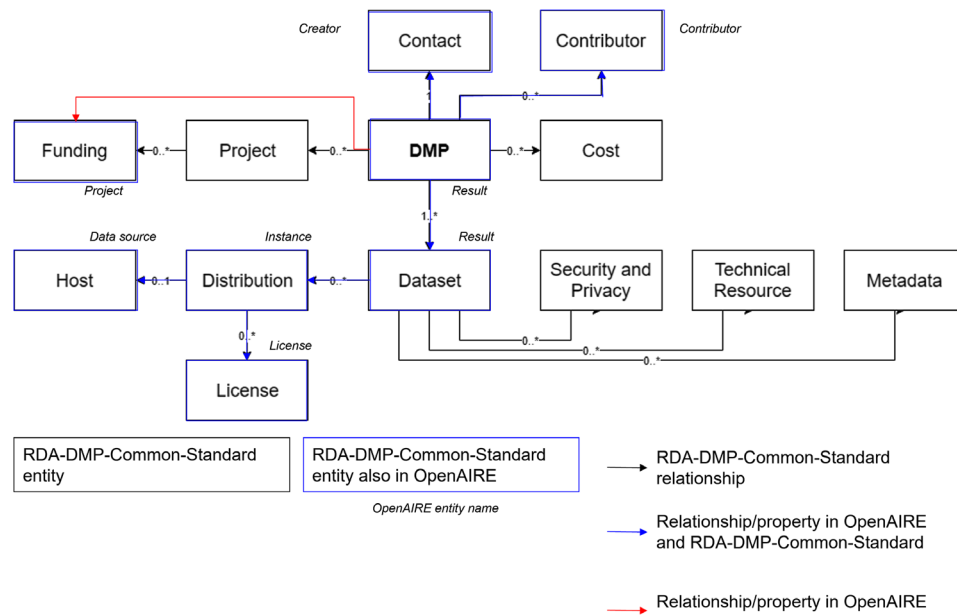 Creator
Contact
Contributor
Contributor
1
0..*
Funding
0..*
Project
0..*
DMP
0..*
Cost
Project
Result
1..*
Data source
Instance
Result
Host
0..1
Distribution
0..*
Dataset
Security and
Privacy
Technical
Resource
Metadata
0..*
0..*
0..*
0..*
License
License
RDA-DMP-Common-Standard
entity
RDA-DMP-Common-Standard
entity also in OpenAIRE
OpenAIRE entity name
RDA-DMP-Common-Standard
relationship
Relationship/property in OpenAIRE
and RDA-DMP-Common-Standard
Relationship/property in OpenAIRE